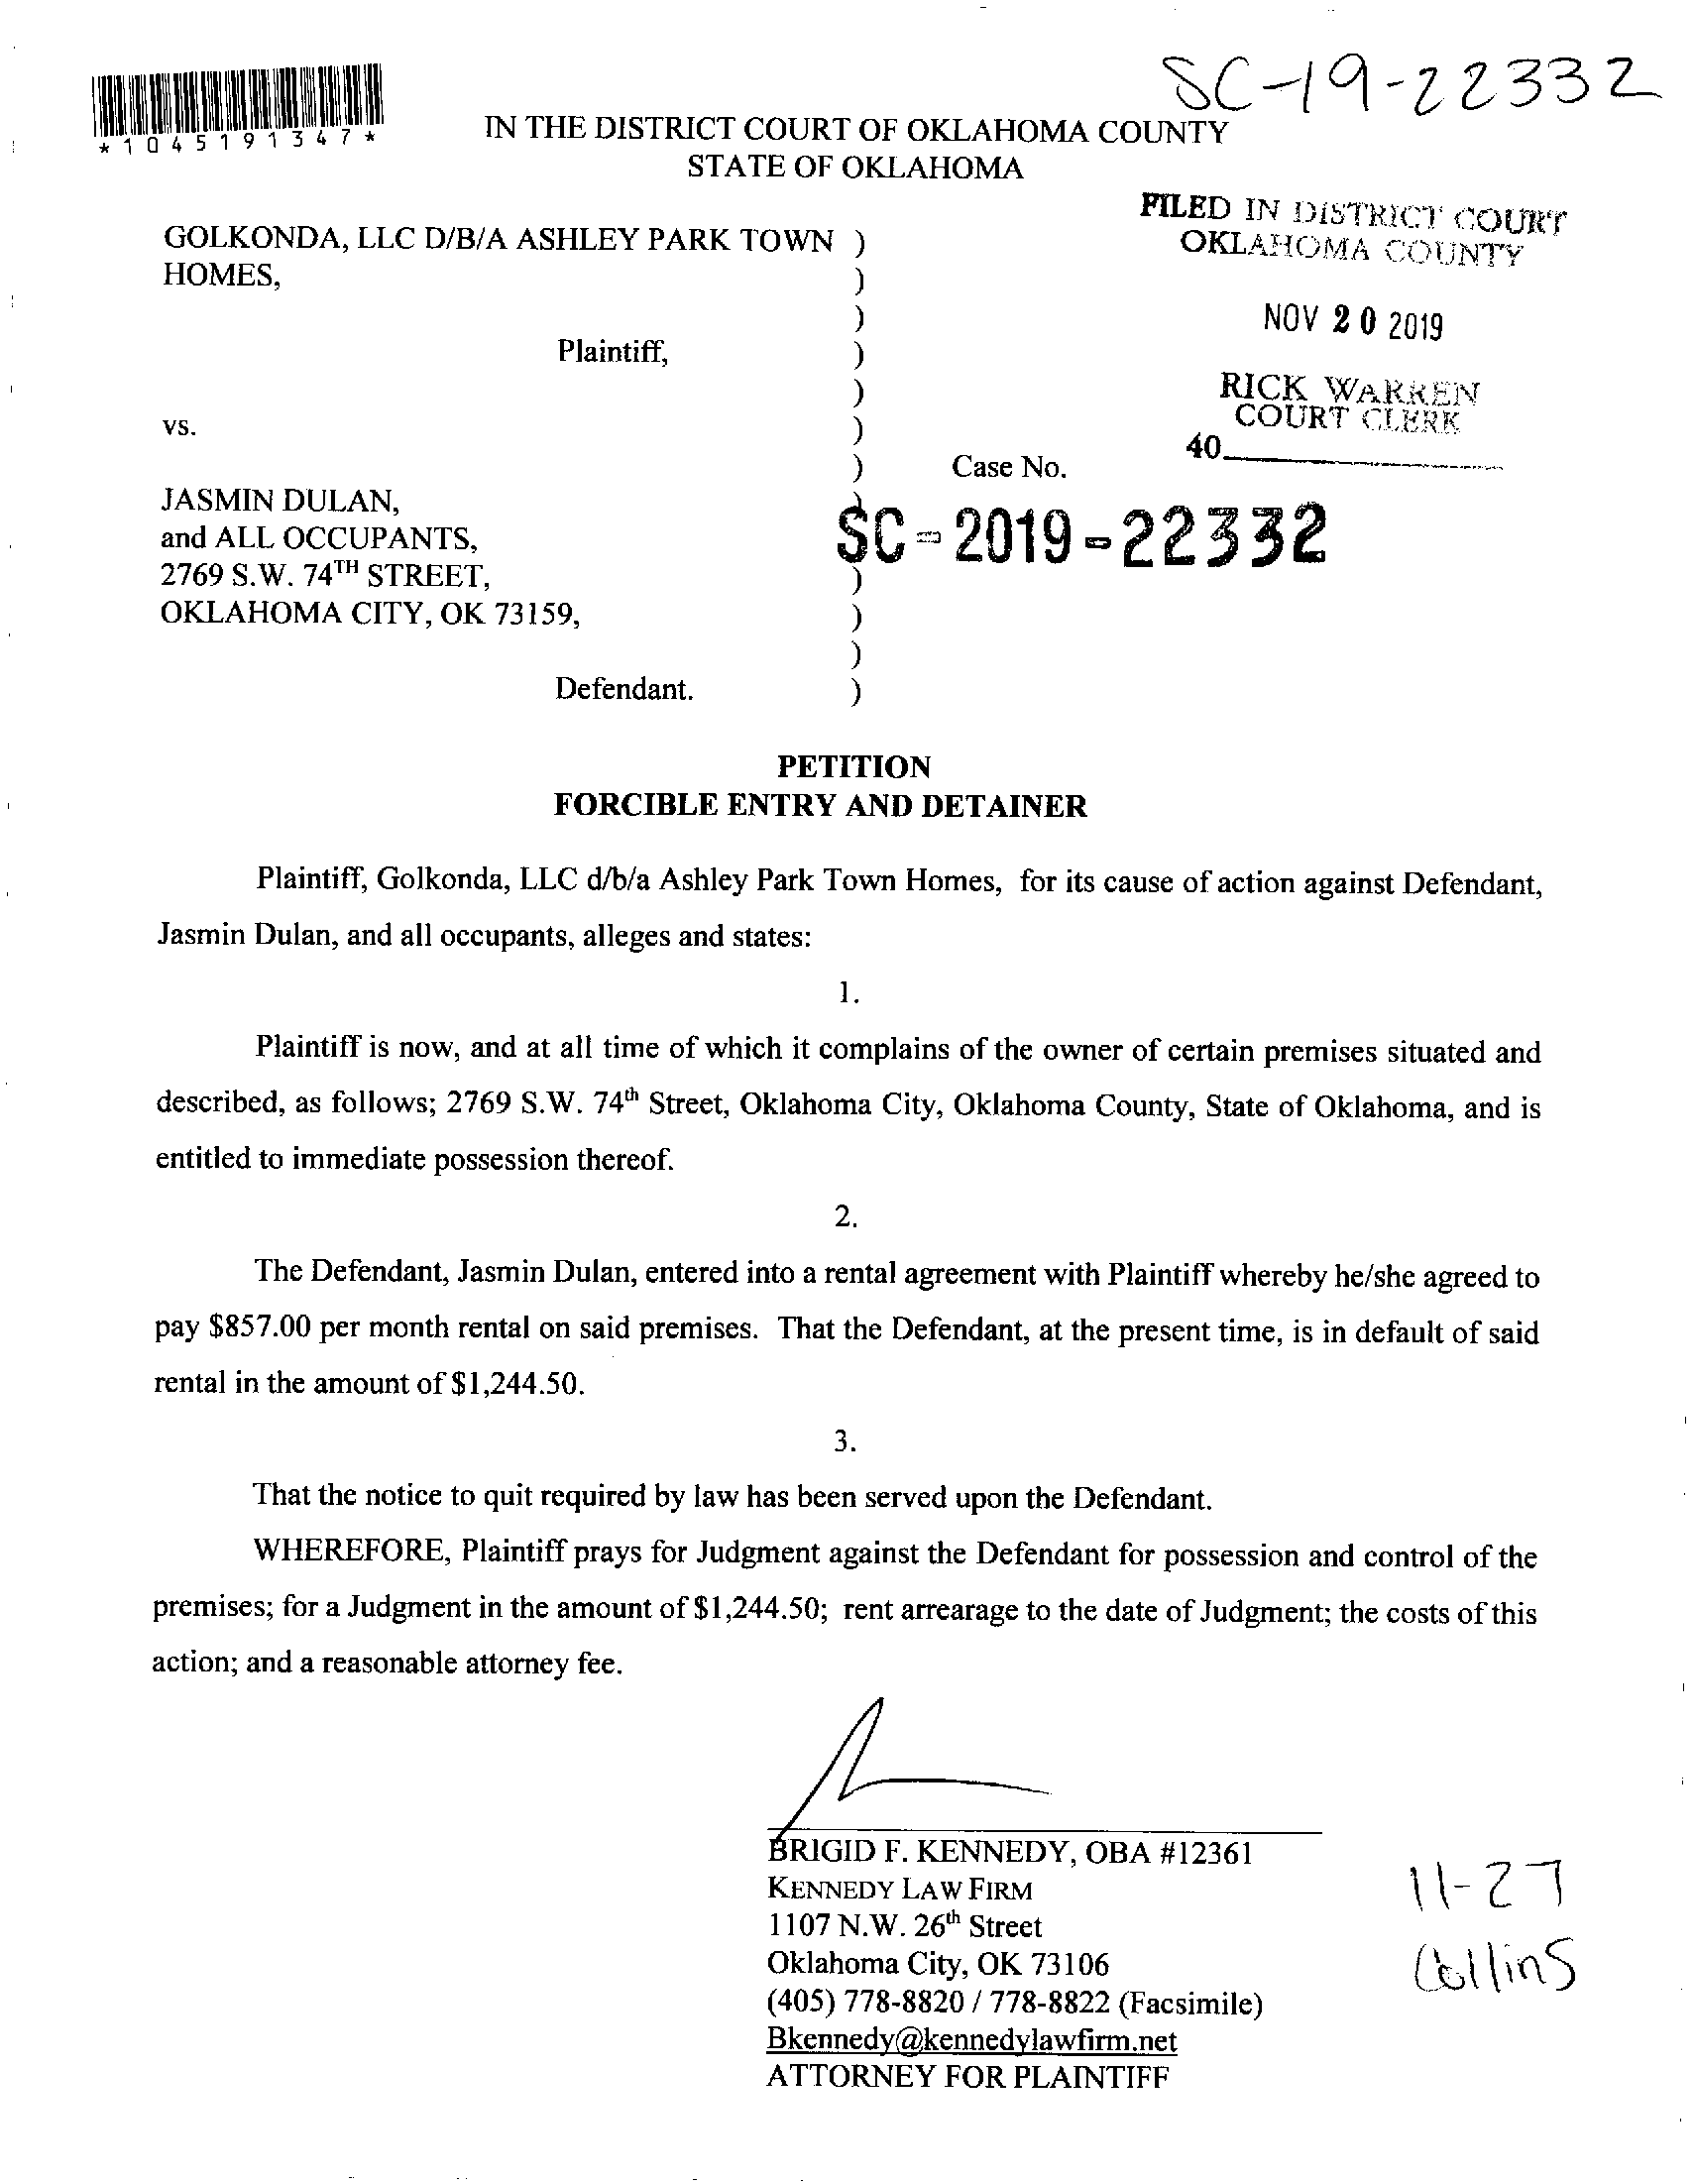 SC-19-22332
*1045191347*
IN THE DISTRICT COURT OF OKLAHOMA COUNTY
STATE OF OKLAHOMA
FILED IN DISTRICT COURT
OKLAHOMA COUNTY
NOV 20 2019
RICK WARREN
COURT CLERK
40
GOLKONDA, LLC D/B/A ASHLEY PARK TOWN )
HOMES, )
)
Plaintiff, )
)
vs. )
) Case No.
JASMIN DULAN, )
and ALL OCCUPANTS, SC-2019-22332
2769 S.W. 74TH STREET, )
OKLAHOMA CITY, OK 73159, )
)
Defendant. )
PETITION
FORCIBLE ENTRY AND DETAINER
Plaintiff, Golkonda, LLC d/b/a Ashley Park Town Homes, for its cause of action against Defendant,
Jasmin Dulan, and all occupants, alleges and states:
1.
Plaintiff is now, and at all time of which it complains of the owner of certain premises situated and
described, as follows; 2769 S.W. 74th Street, Oklahoma City, Oklahoma County, State of Oklahoma, and is
entitled to immediate possession thereof.
2.
The Defendant, Jasmin Dulan, entered into a rental agreement with Plaintiff whereby he/she agreed to
pay $857.00 per month rental on said premises. That the Defendant, at the present time, is in default of said
rental in the amount of $1,244.50.
3.
That the notice to quit required by law has been served upon the Defendant.
WHEREFORE, Plaintiff prays for Judgment against the Defendant for possession and control of the
premises; for a Judgment in the amount of $1,244.50; rent arrearage to the date of Judgment; the costs of this
action; and a reasonable attorney fee.
BRIGID F. KENNEDY, OBA #12361
KENNEDY LAW FIRM
1107 N.W. 26th Street
Oklahoma City, OK 73106
(405) 778-8820 / 778-8822 (Facsimile)
Bkennedy@kennedylawfirm.net
ATTORNEY FOR PLAINTIFF
11-27
Collins